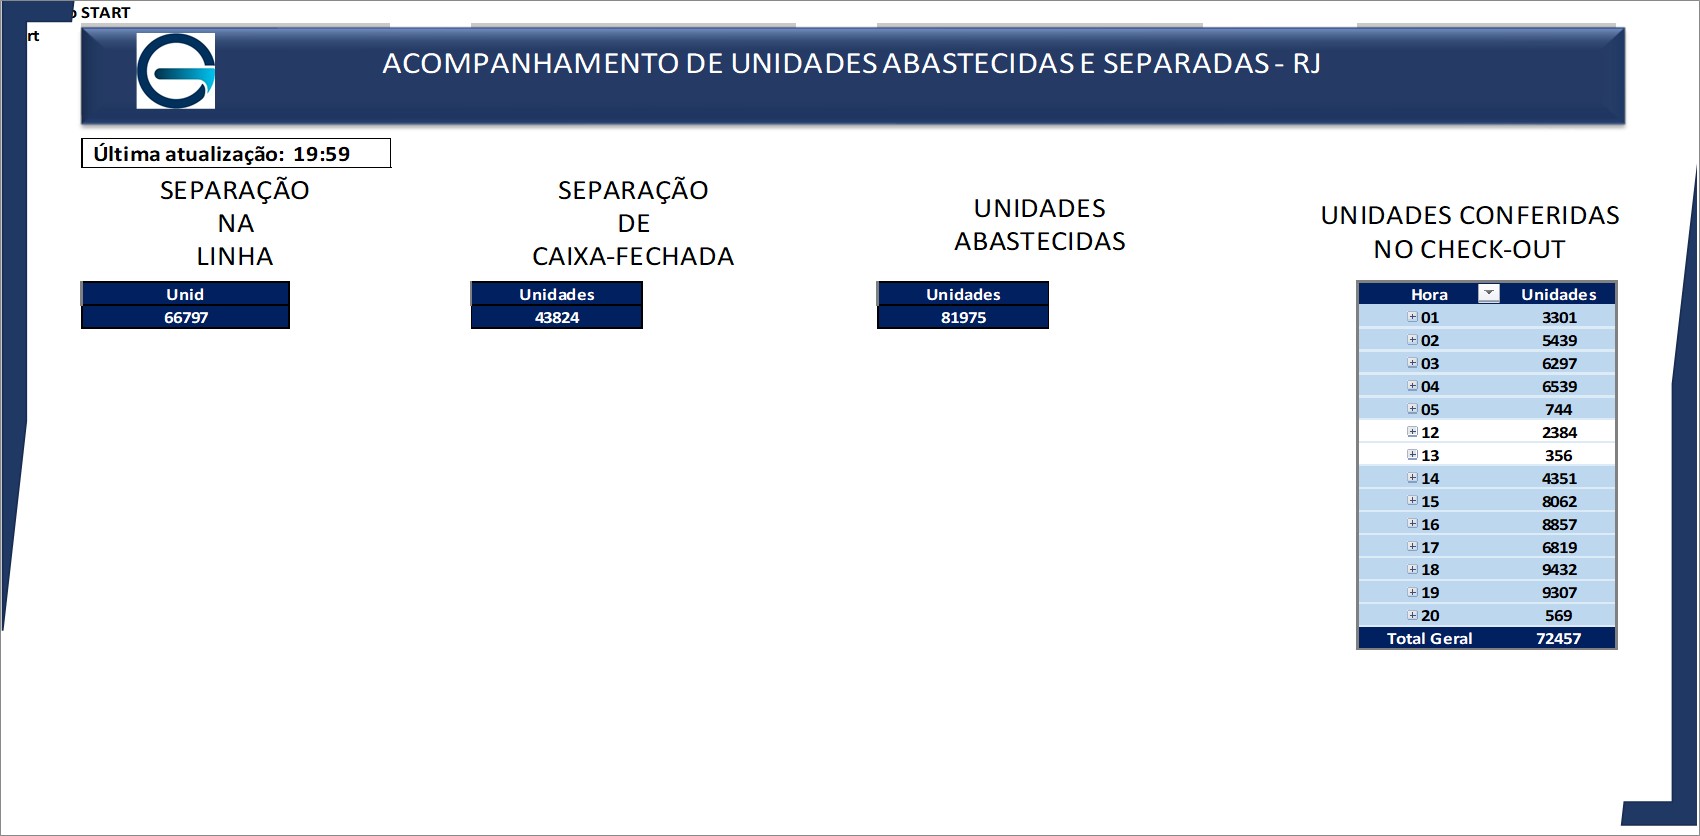 START
rt
ACOMPANHAMENTO DE UNIDADES ABASTECIDAS E SEPARADAS - RJ
Última atualização: 19:59
SEPARAÇÃO
NA
LINHA
Unid
66797
SEPARAÇÃO
DE
CAIXA-FECHADA
Unidades
43824
UNIDADES
ABASTECIDAS
Unidades
81975
UNIDADES CONFERIDAS
NO CHECK-OUT
Hora Unidades
01 3301
02 5439
03 6297
04 6539
05 744
12 2384
13 356
14 4351
15 8062
16 8857
17 6819
18 9432
19 9307
20 569
Total Geral 72457